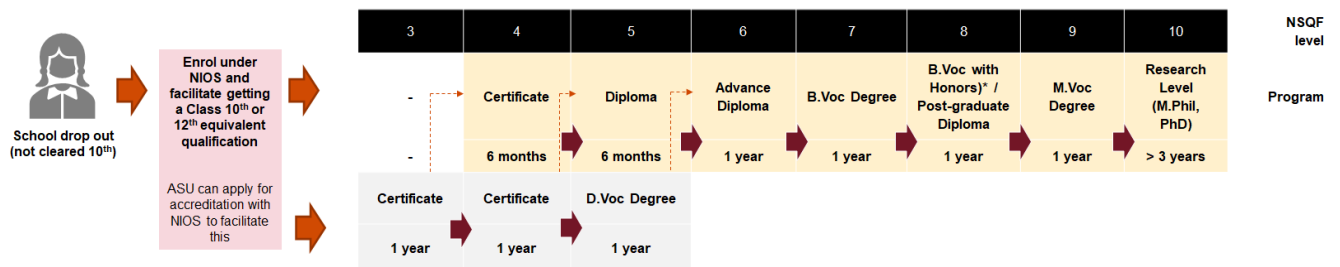 3 4 5 6 7 8 9 10
NSQF
level
School drop out
(not cleared 10th)
Enrol under
NIOS and
facilitate getting
a Class 10th or
12th equivalent
qualification
ASU can apply for
accreditation with
NIOS to facilitate
this
-
Certificate
Diploma
Advance
Diploma
B.Voc Degree
B.Voc with
Honors)* /
Post-graduate
Diploma
M.Voc
Degree
Research
Level
(M.Phil,
PhD)
Program
-
6 months
6 months
1 year
1 year
1 year
1 year
> 3 years
Certificate
Certificate
D.Voc Degree
1 year
1 year
1 year